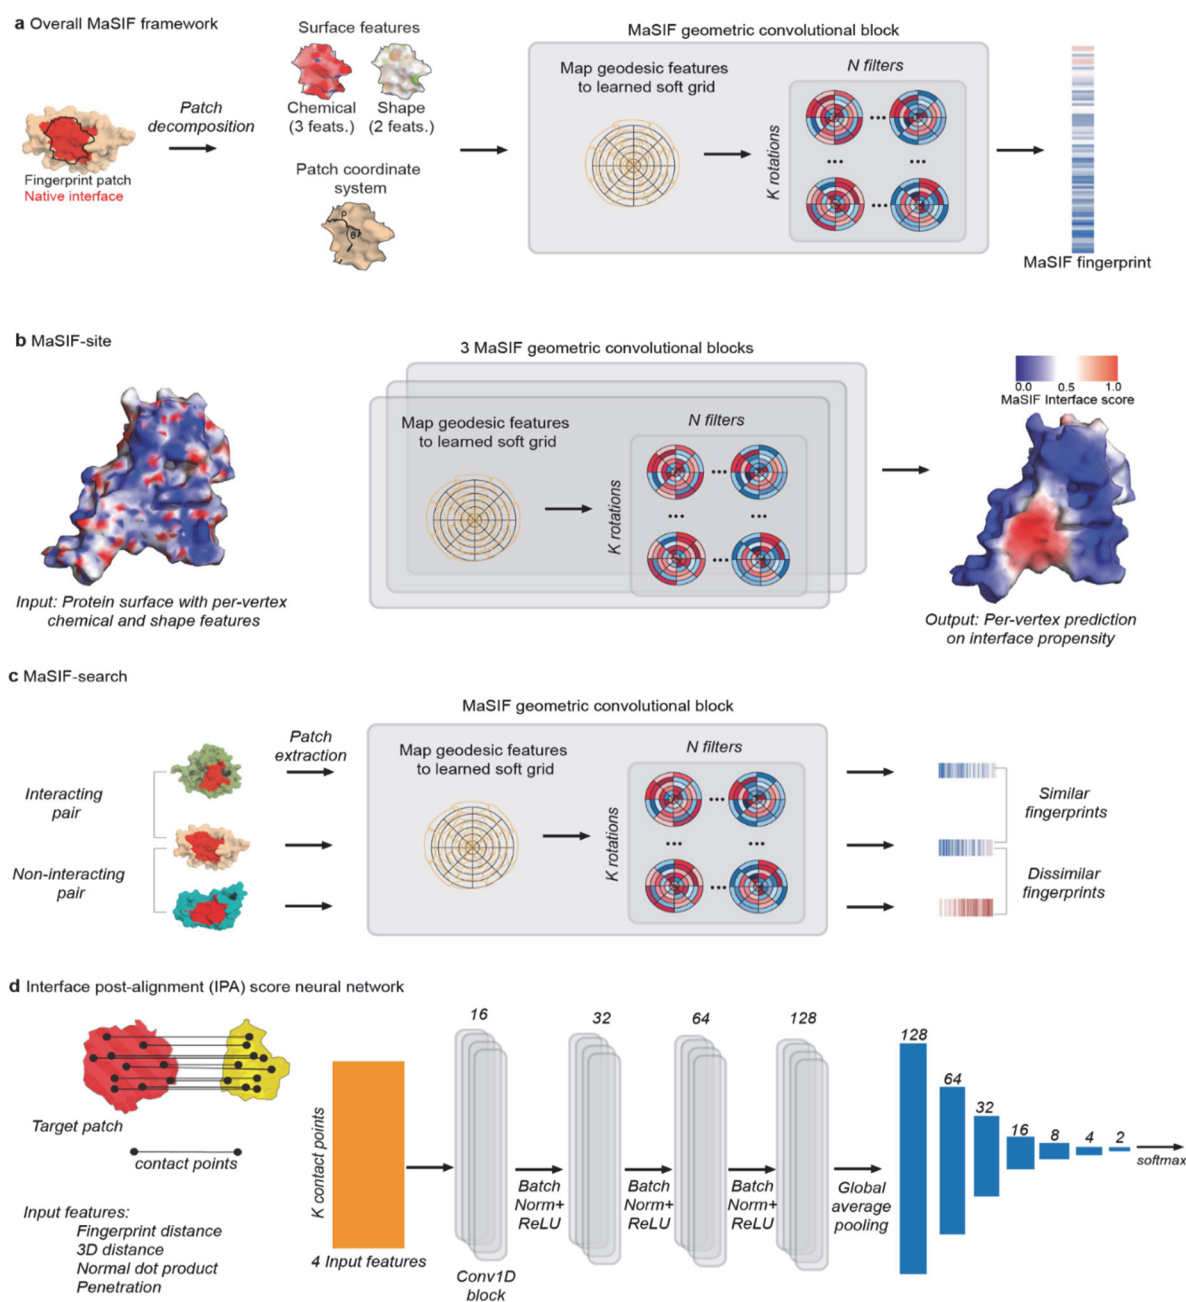 a Overall MaSIF framework
Fingerprint patch
Native interface
Patch
decomposition
Surface features
Chemical
(3 feats.)
Shape
(2 feats.)
Patch coordinate
system
ρ
θ
MaSIF geometric convolutional block
Map geodesic features
to learned soft grid
N filters
K rotations
MaSIF fingerprint
b MaSIF-site
Input: Protein surface with per-vertex
chemical and shape features
3 MaSIF geometric convolutional blocks
Map geodesic features
to learned soft grid
N filters
K rotations
0.0 0.5 1.0
MaSIF Interface score
Output: Per-vertex prediction
on interface propensity
c MaSIF-search
Interacting
pair
Non-interacting
pair
Patch
extraction
MaSIF geometric convolutional block
Map geodesic features
to learned soft grid
N filters
K rotations
Similar
fingerprints
Dissimilar
fingerprints
d Interface post-alignment (IPA) score neural network
Target patch
contact points
Input features:
Fingerprint distance
3D distance
Normal dot product
Penetration
K contact points
4 Input features
16
Conv1D
block
Batch
Norm+
ReLU
32
Batch
Norm+
ReLU
64
Batch
Norm+
ReLU
128
Global
average
pooling
128
64
32
16
8
4
2
softmax